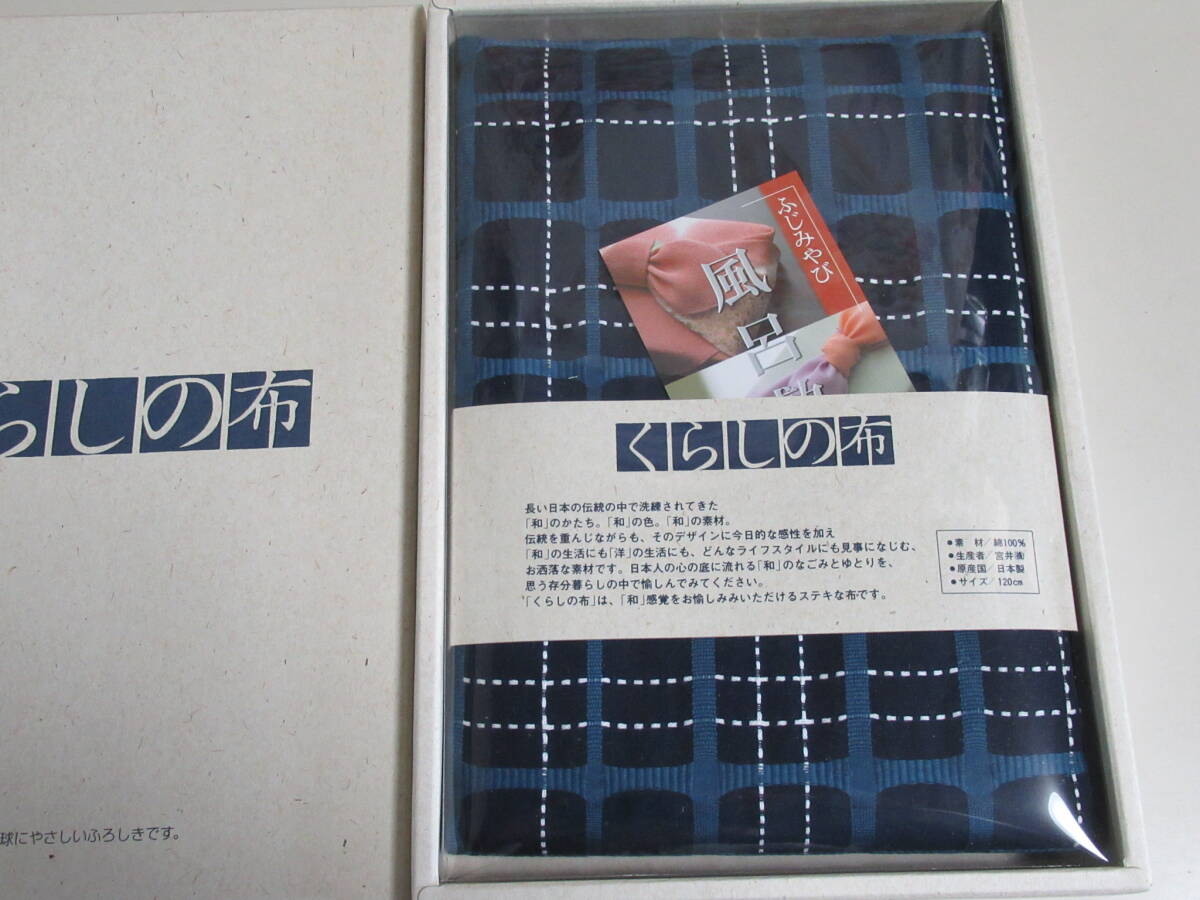 らしの布
球にやさしいふろしきです。
ふじみやび
風呂敷
くらしの布
長い日本の伝統の中で洗練されてきた
「和」のかたち。「和」の色。「和」の素材。
伝統を重んじながらも、そのデザインに今日的な感性を加え
「和」の生活にも「洋」の生活にも、どんなライフスタイルにも見事になじむ、
お洒落な素材です。日本人の心の底に流れる「和」のなごみとゆとりを、
思う存分暮らしの中で愉しんでみてください。
「くらしの布」は、「和」感覚をお愉しみみいただけるステキな布です。
●素　材/綿100%
●生産者/宮井㈱
●原産国/日本製
●サイズ/120cm